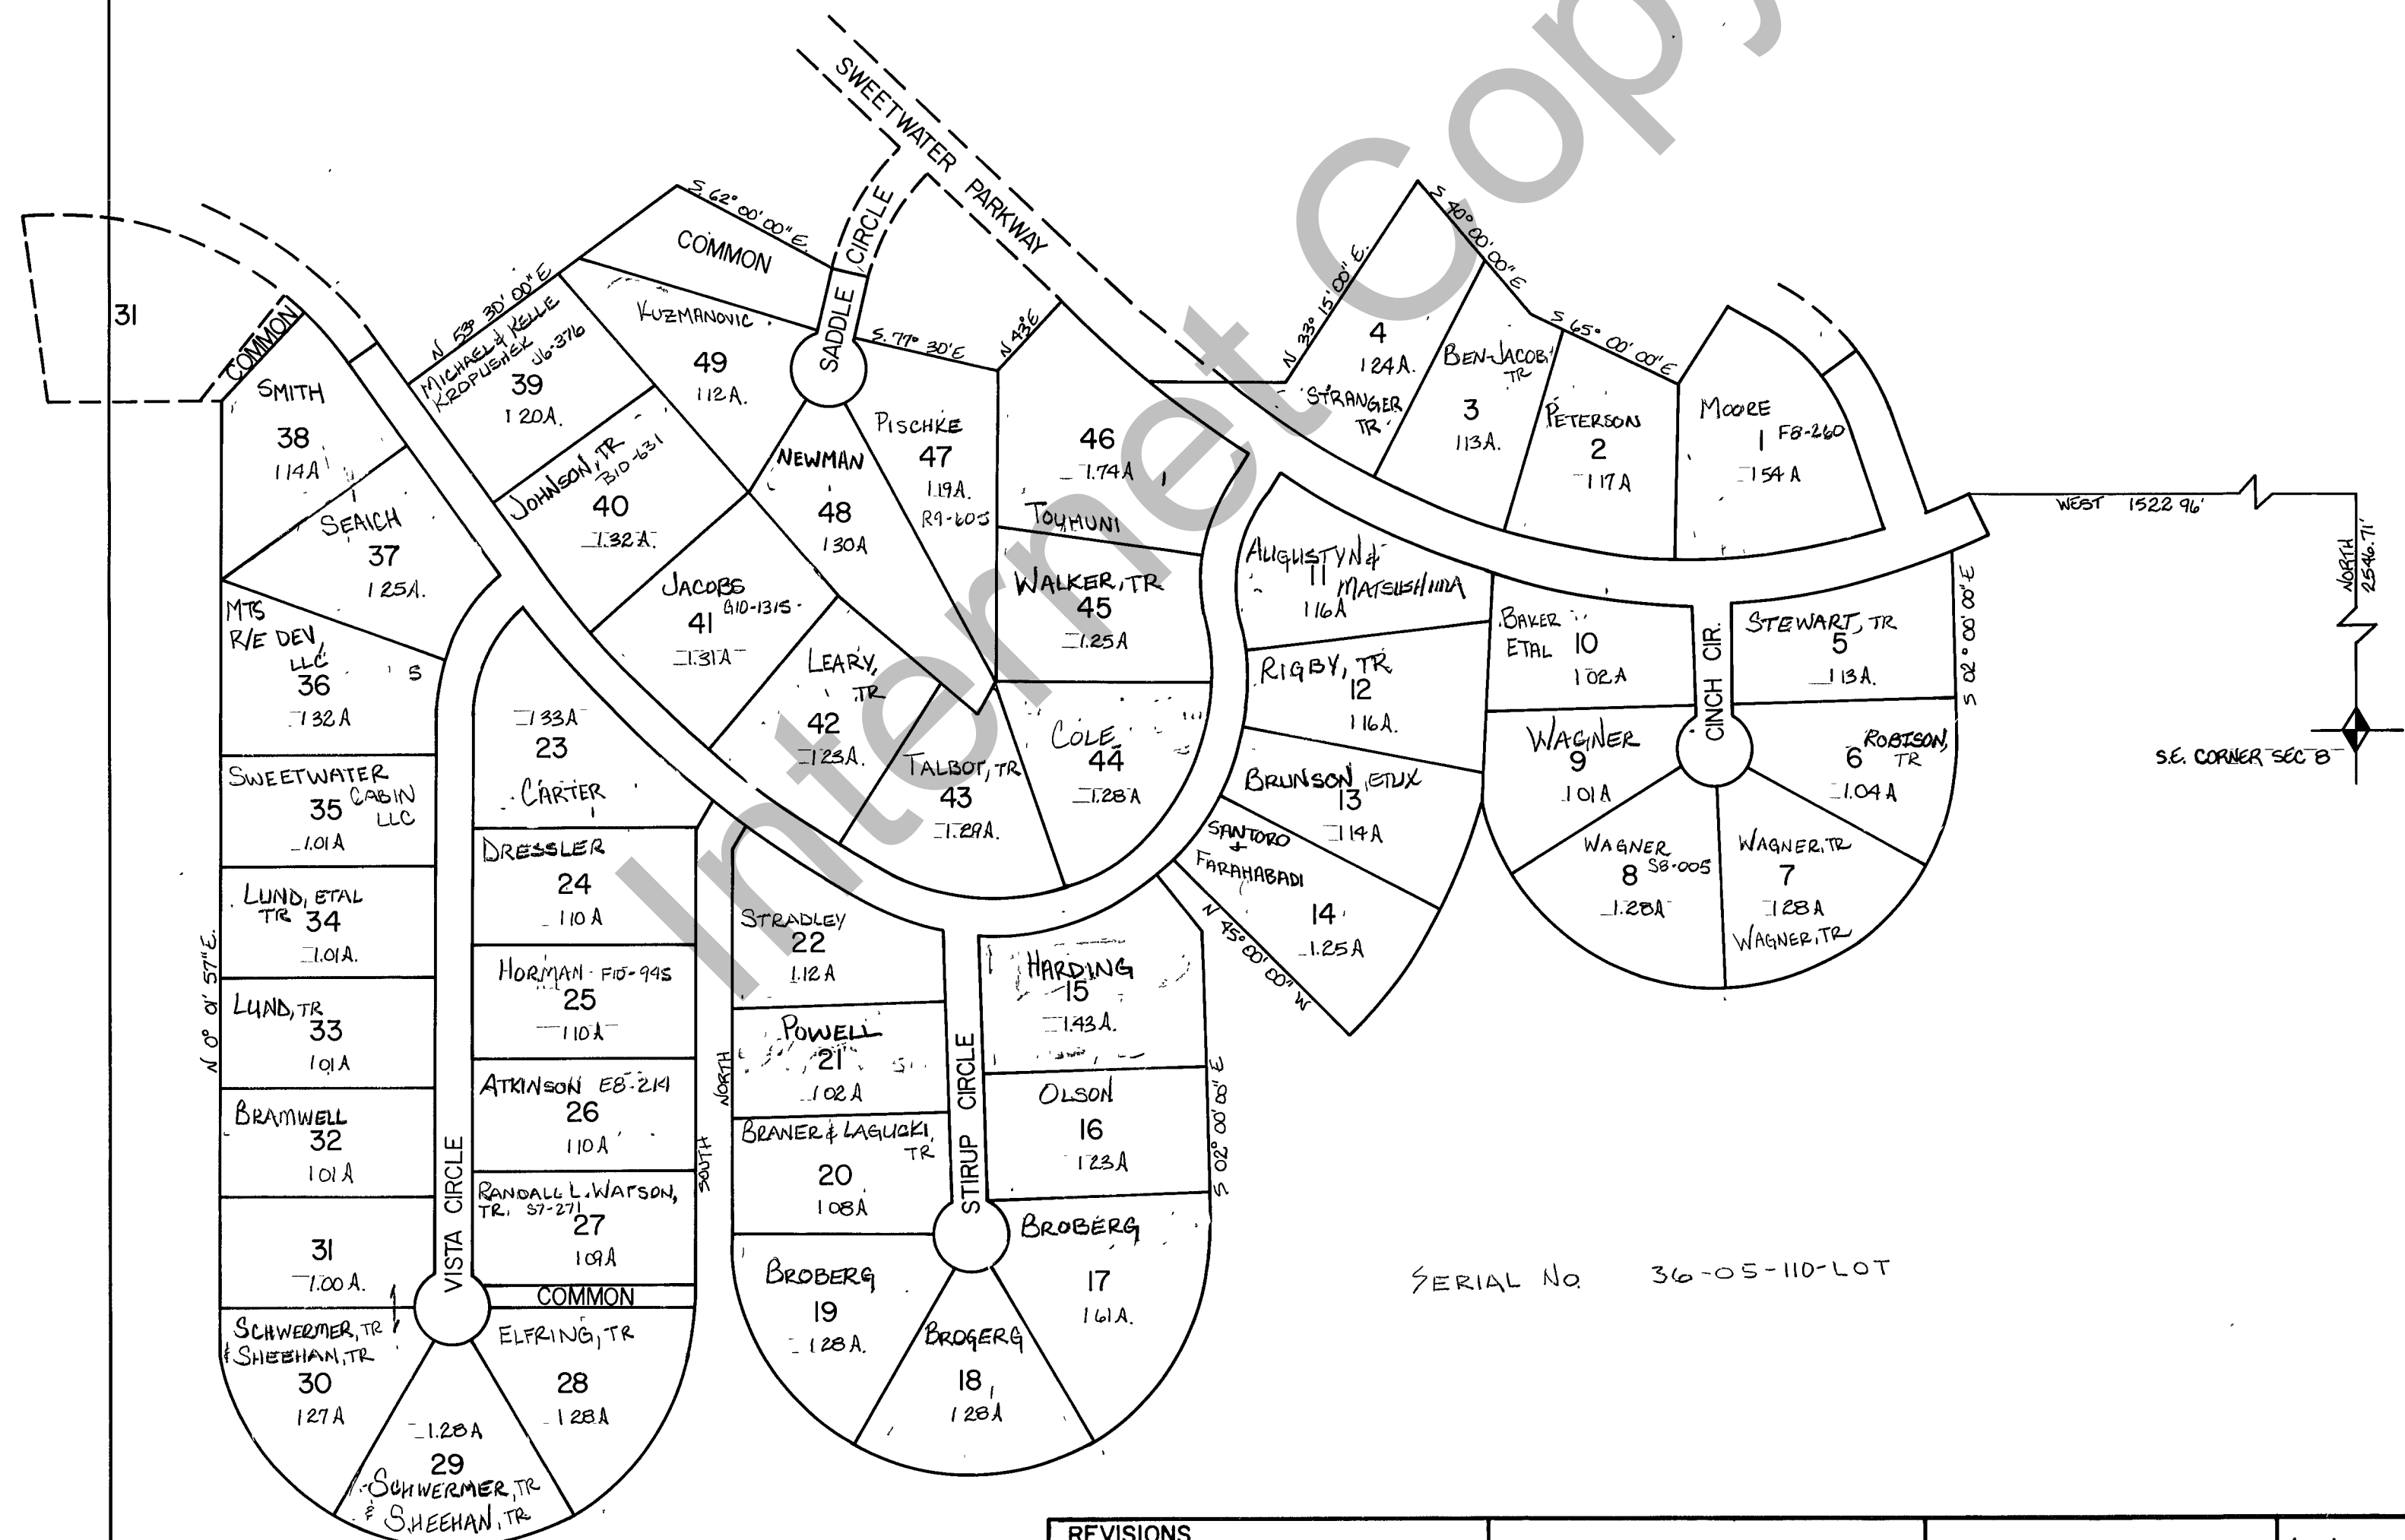 Internet Copy
SWEETWATER PARKWAY
SADDLE CIRCLE
S. 62° 00' 00" E.
COMMON
31
COMMON
N 53° 30' 00" E
MICHAEL & KELLIE
KROPUSHEK J6-376
39
1 20A.
KUZMANOVIC
49
1 12A.
S. 77° 30' E
N 43° E
N 33° 15' 00" E.
S 40° 00' 00" E
S 65° 00' 00" E
4
1 24A.
STRANGER
TR.
BEN-JACOB,
TR
3
1 13A.
PETERSON
2
1 17A
MOORE
1 F8-260
1 54 A
WEST 1522 96'
NORTH
2546.71'
S.E. CORNER SEC 8
SMITH
38
1 14A
SEAICH
37
1 25A.
JOHNSON, TR
B10-631
40
1.32 A.
NEWMAN
48
1 30A
PISCHKE
47
1.19A.
R9-605
46
1.74A
TOUMUNI
WALKER, TR
45
1.25A
JACOBS
41 G10-1315
1.31A
LEARY,
TR
42
1.23A.
TALBOT, TR
43
1.29A.
COLE
44
1.28A
AUGUSTYN &
11 MATSUSHIMA
1 16A
RIGBY, TR
12
1 16A.
BRUNSON, ETUX
13
1 14A
SANTORO
&
FARAHABADI
14
1.25A
N 45° 00' 00" W
BAKER
ETAL 10
1 02A
CINCH CIR.
STEWART, TR
5
1 13A.
S 02° 00' 00" E
WAGNER
9
1 01A
6 ROBISON,
TR
1.04A
WAGNER
8 S8-005
1.28A
WAGNER, TR
7
1 28A
WAGNER, TR
MTS
R/E DEV,
LLC S
36
1 32 A
1 33A
23
CARTER
SWEETWATER
35 CABIN
LLC
1.01A
LUND, ETAL
TR 34
1.01A.
N 0° 01' 57" E.
LUND, TR
33
1 01A
BRAMWELL
32
1 01A
31
1.00 A.
VISTA CIRCLE
DRESSLER
24
1 10 A
HORMAN F10-945
25
1 10A
ATKINSON E8-214
26
1 10A
RANDALL L. WATSON,
TR. S7-271
27
1 09A
COMMON
SOUTH
NORTH
SCHWERMER, TR
& SHEEHAN, TR
30
1 27A
1.28A
29
SCHWERMER, TR
& SHEEHAN, TR
ELFRING, TR
28
1 28A
STRADLEY
22
1.12A
POWELL
21
1 02A
BRANER & LAGUCKI,
TR
20
1 08A
STIRUP CIRCLE
HARDING
15
1.43A.
OLSON
16
1 23A
S 02° 00' 00" E
BROBERG
19
1 28A.
BROGERG
18
1 28A
BROBERG
17
1 61A.
SERIAL NO. 36-05-110-LOT
REVISIONS